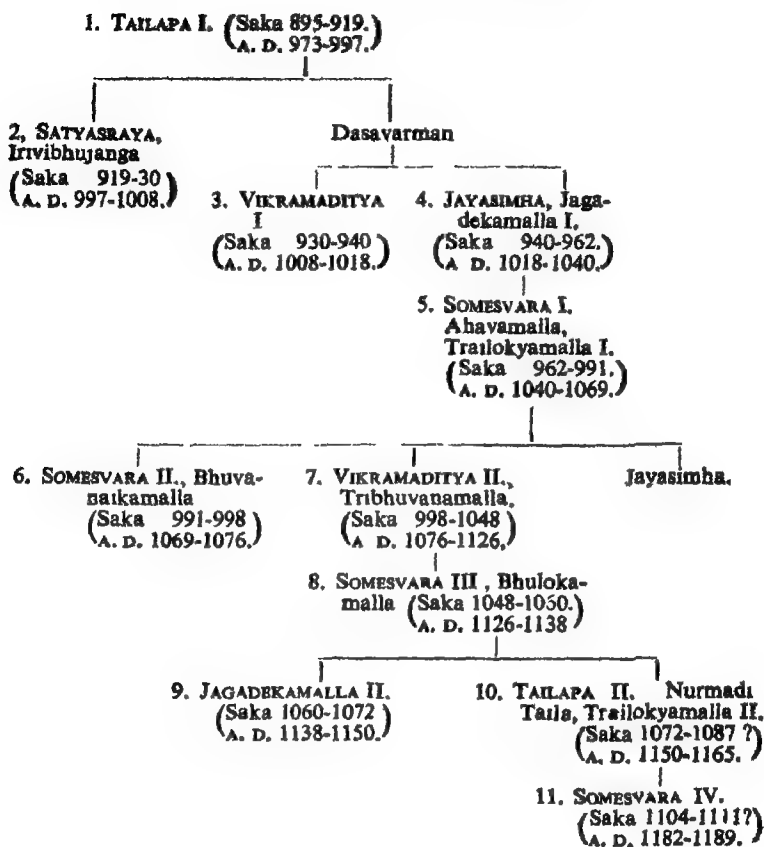 1. TAILAPA I. (Saka 895-919.
A. D. 973-997.)
2, SATYASRAYA,
Irivibhujanga
(Saka 919-30
A. D. 997-1008.)
Dasavarman
3. VIKRAMADITYA
I
(Saka 930-940
A. D. 1008-1018.)
4. JAYASIMHA, Jaga-
dekamalla I.
(Saka 940-962.
A D. 1018-1040.)
5. SOMESVARA I.
Ahavamalla,
Trailokyamalla I.
(Saka 962-991.
A. D. 1040-1069.)
6. SOMESVARA II., Bhuva-
naikamalla
(Saka 991-998
A. D. 1069-1076.)
7. VIKRAMADITYA II.,
Tribhuvanamalla,
(Saka 998-1048
A D. 1076-1126,)
Jayasimha.
8. SOMESVARA III , Bhuloka-
malla (Saka 1048-1060.
A. D. 1126-1138 )
9. JAGADEKAMALLA II.
(Saka 1060-1072
A. D. 1138-1150.)
10. TAILAPA II. Nurmadi
Taila, Trailokyamalla II.
(Saka 1072-1087 ?
A. D. 1150-1165. )
11. SOMESVARA IV.
(Saka 1104-1111?
A. D. 1182-1189. )